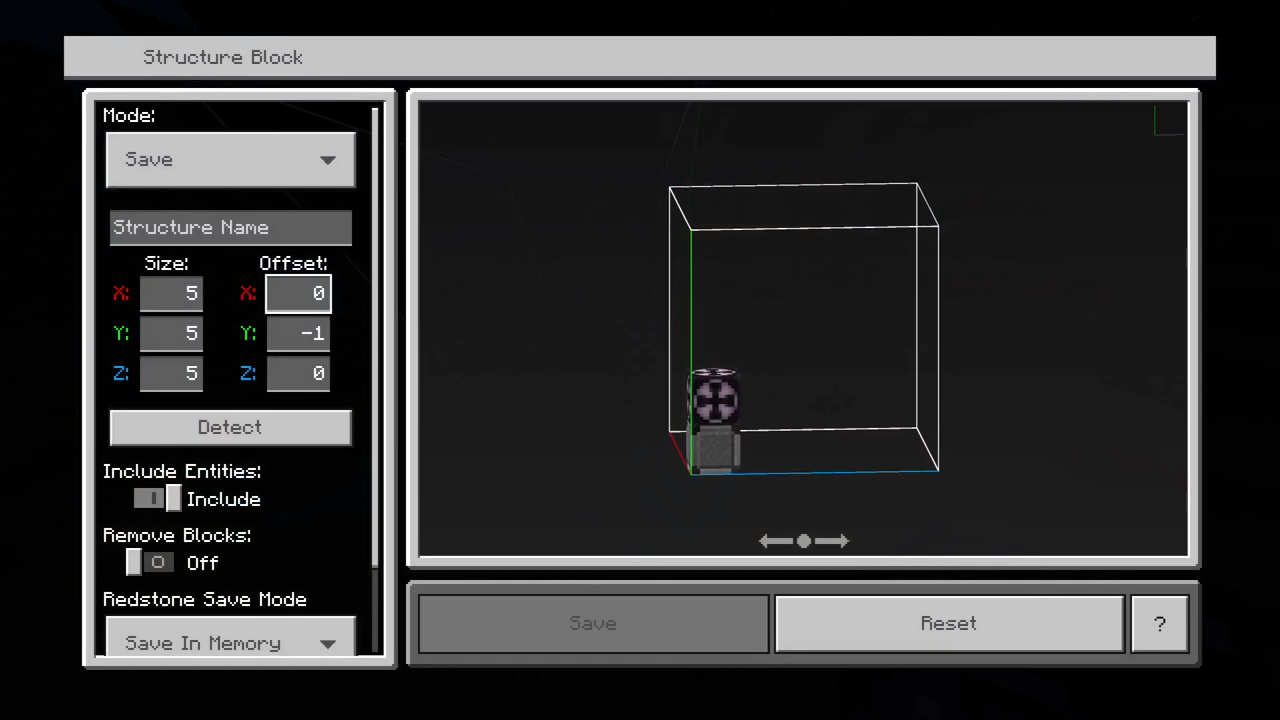 Structure Block
Mode:
Save
Structure Name
Size: Offset:
X: 5 X: 0
Y: 5 Y: -1
Z: 5 Z: 0
Detect
Include Entities:
Include
Remove Blocks:
Off
Redstone Save Mode
Save In Memory
Save Reset ?